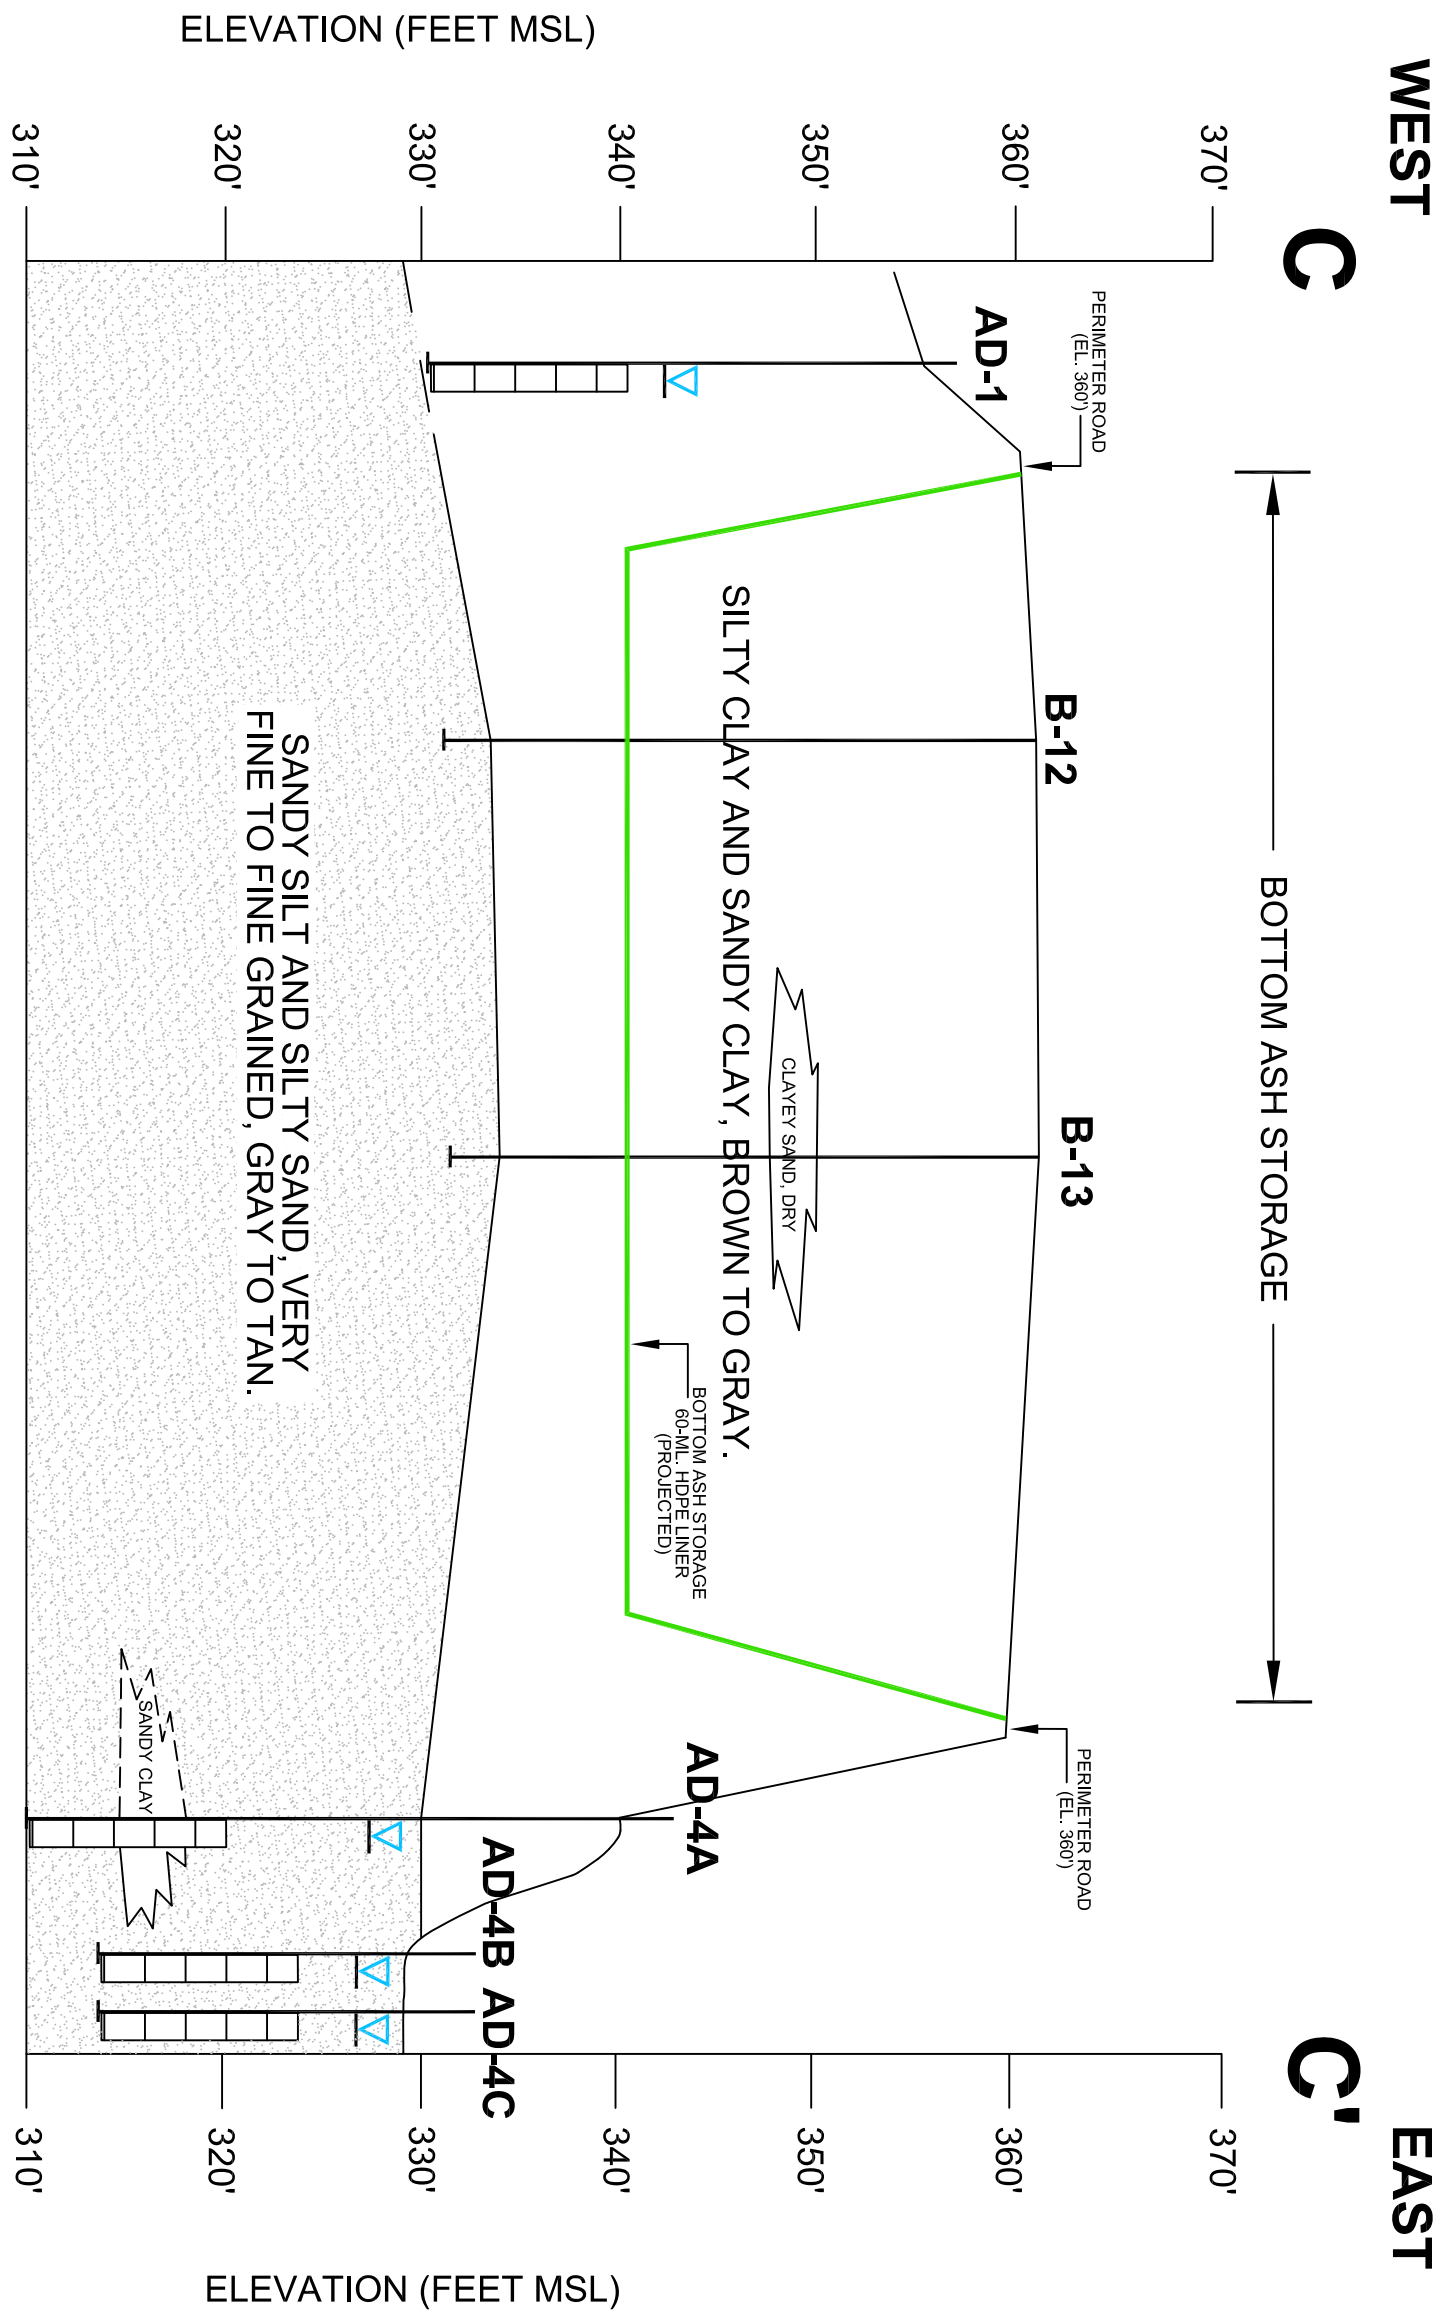 WEST
EAST
C
C'
BOTTOM ASH STORAGE
PERIMETER ROAD
(EL. 360')
PERIMETER ROAD
(EL. 360')
AD-1
B-12
B-13
AD-4A
AD-4B
AD-4C
CLAYEY SAND, DRY
SILTY CLAY AND SANDY CLAY, BROWN TO GRAY.
BOTTOM ASH STORAGE
60-ML. HDPE LINER
(PROJECTED)
SANDY SILT AND SILTY SAND, VERY
FINE TO FINE GRAINED, GRAY TO TAN.
SANDY CLAY
ELEVATION (FEET MSL)
370'
360'
350'
340'
330'
320'
310'
ELEVATION (FEET MSL)
370'
360'
350'
340'
330'
320'
310'